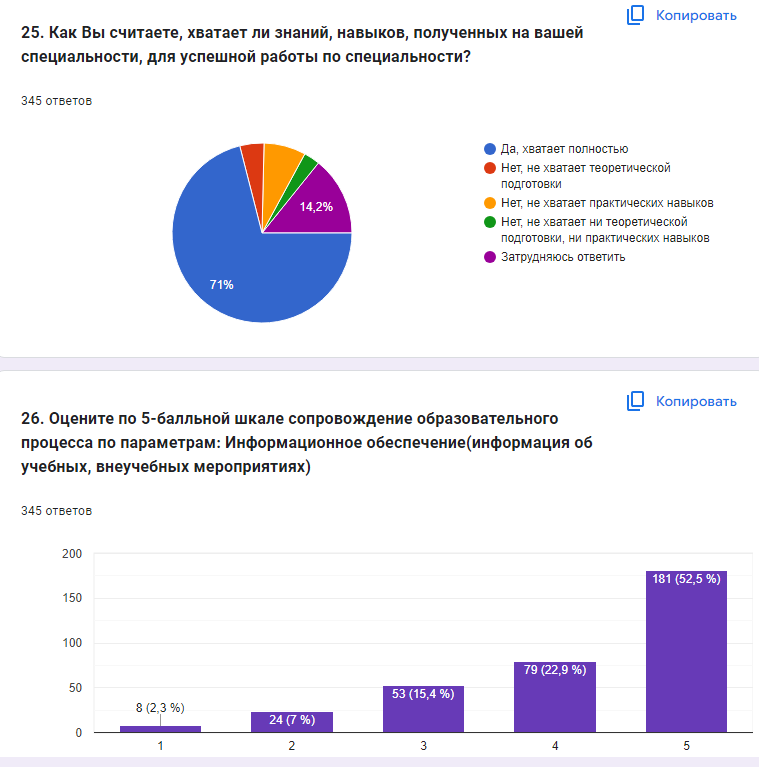 Копировать
25. Как Вы считаете, хватает ли знаний, навыков, полученных на вашей
специальности, для успешной работы по специальности?
345 ответов
Да, хватает полностью
Нет, не хватает теоретической
подготовки
Нет, не хватает практических навыков
Нет, не хватает ни теоретической
подготовки, ни практических навыков
Затрудняюсь ответить
14,2%
71%
Копировать
26. Оцените по 5-балльной шкале сопровождение образовательного
процесса по параметрам: Информационное обеспечение(информация об
учебных, внеучебных мероприятиях)
345 ответов
200
150
100
50
0
8 (2,3 %)
24 (7 %)
53 (15,4 %)
79 (22,9 %)
181 (52,5 %)
1 2 3 4 5